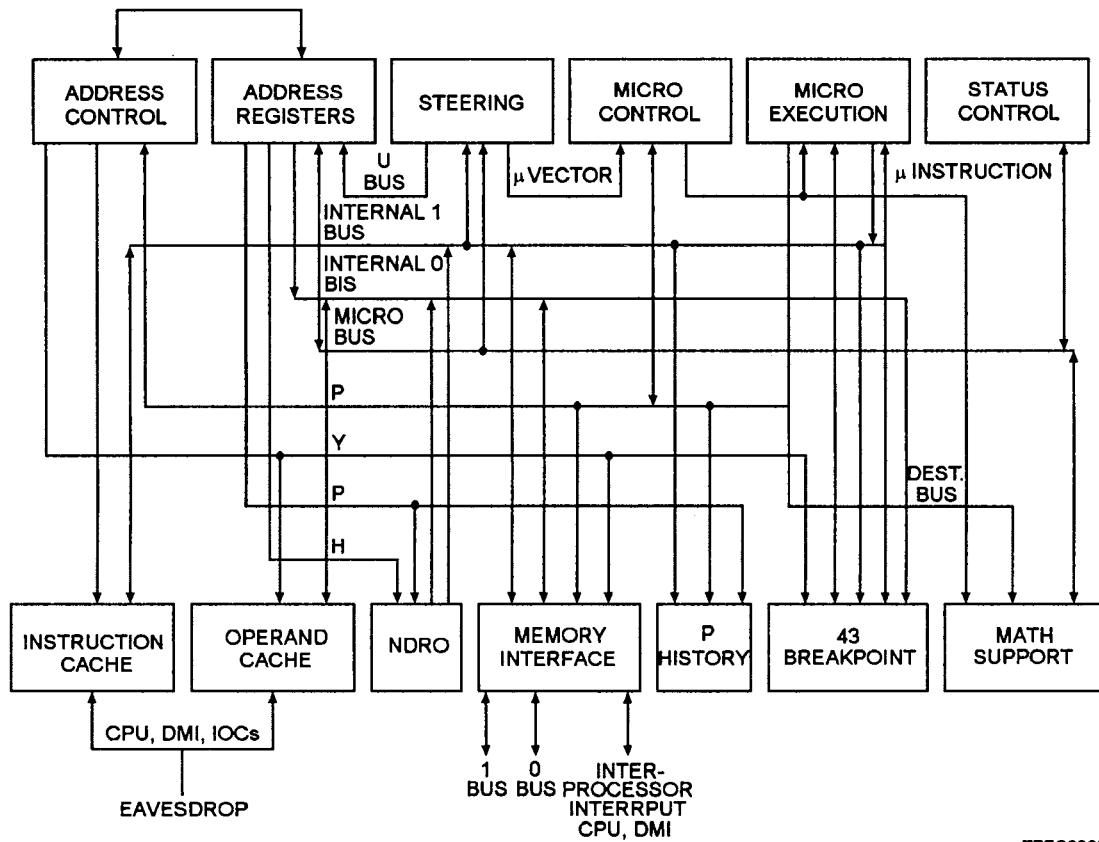 ADDRESS
CONTROL
ADDRESS
REGISTERS
STEERING
MICRO
CONTROL
MICRO
EXECUTION
STATUS
CONTROL
U
BUS
μ VECTOR
μ INSTRUCTION
INTERNAL 1
BUS
INTERNAL 0
BIS
MICRO
BUS
P
Y
P
H
DEST.
BUS
INSTRUCTION
CACHE
OPERAND
CACHE
NDRO
MEMORY
INTERFACE
P
HISTORY
43
BREAKPOINT
MATH
SUPPORT
CPU, DMI, IOCs
EAVESDROP
1
BUS
0
BUS
INTER-
PROCESSOR
INTERRPUT
CPU, DMI